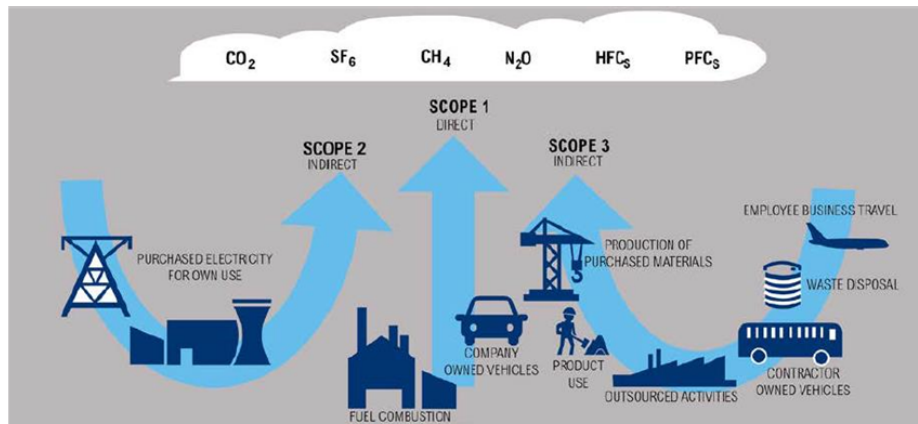 CO₂ SF₆ CH₄ N₂O HFCₛ PFCₛ
SCOPE 1
DIRECT
SCOPE 2
INDIRECT
SCOPE 3
INDIRECT
PURCHASED ELECTRICITY
FOR OWN USE
FUEL COMBUSTION
COMPANY
OWNED VEHICLES
PRODUCTION OF
PURCHASED MATERIALS
PRODUCT
USE
OUTSOURCED ACTIVITIES
EMPLOYEE BUSINESS TRAVEL
WASTE DISPOSAL
CONTRACTOR
OWNED VEHICLES